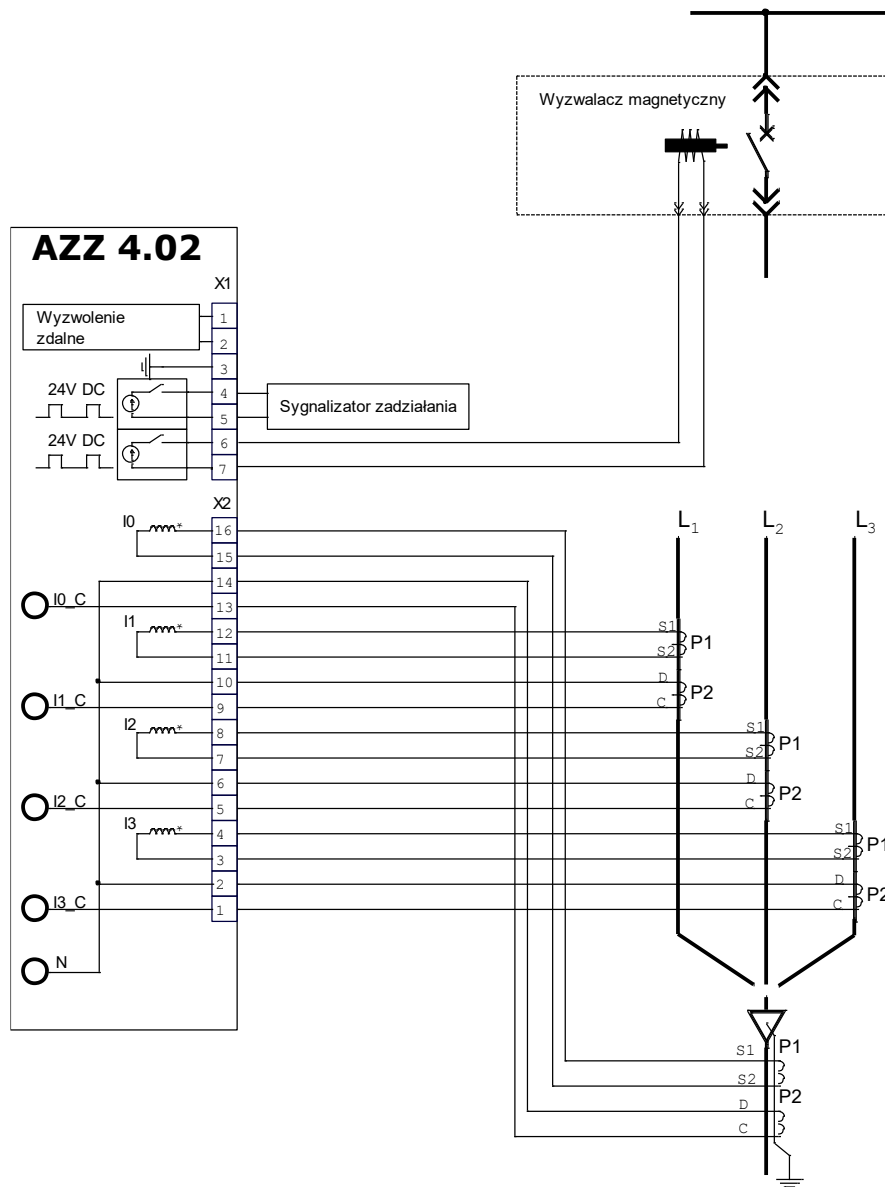 Wyzwalacz magnetyczny
AZZ 4.02
X1
Wyzwolenie
zdalne
1
2
3
24V DC
4
5
Sygnalizator zadziałania
24V DC
6
7
X2
L1
L2
L3
I0
*
16
15
14
I0_C
13
I1
*
12
S1
P1
11
S2
10
D
P2
I1_C
9
C
I2
*
8
S1
P1
7
S2
6
D
P2
I2_C
5
C
I3
*
4
S1
P1
3
S2
2
D
P2
I3_C
1
C
N
S1
P1
S2
P2
D
C